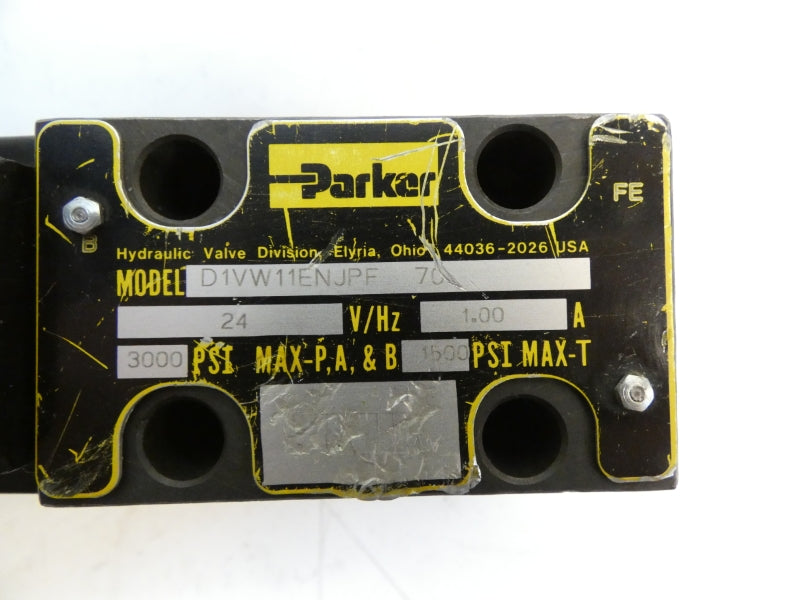 Parker
FE
B
Hydraulic Valve Division, Elyria, Ohio 44036-2026 USA
MODEL D1VW11ENJPF 70
24 V/Hz 1.00 A
3000 PSI MAX-P,A, & B 1500 PSI MAX-T